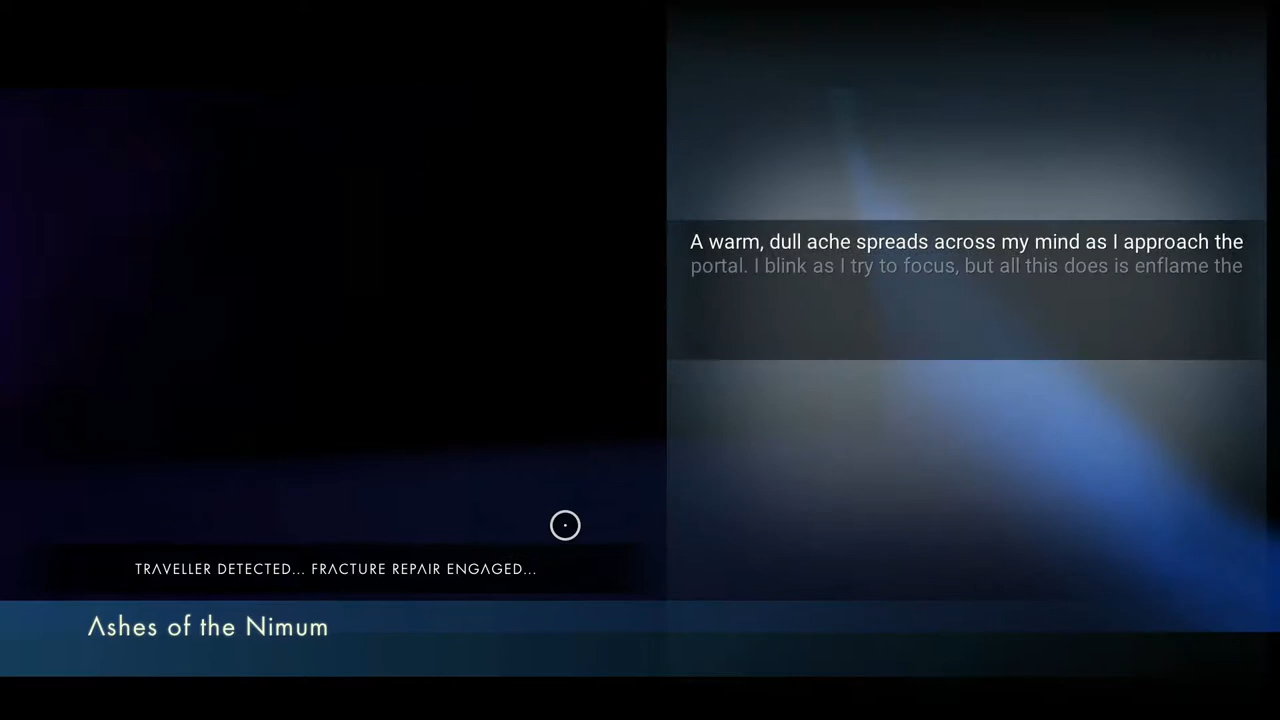 A warm, dull ache spreads across my mind as I approach the
portal. I blink as I try to focus, but all this does is enflame the
TRAVELLER DETECTED... FRACTURE REPAIR ENGAGED...
Ashes of the Nimum